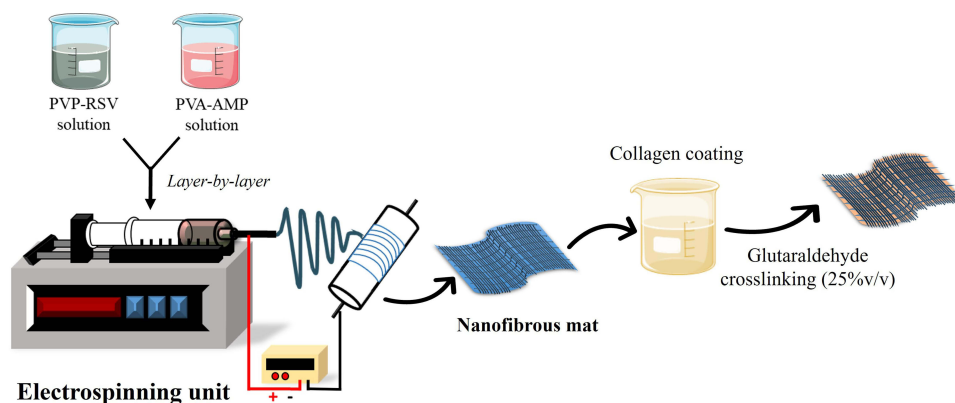 PVP-RSV
solution
PVA-AMP
solution
Layer-by-layer
Collagen coating
Glutaraldehyde
crosslinking (25%v/v)
Nanofibrous mat
Electrospinning unit
+ -